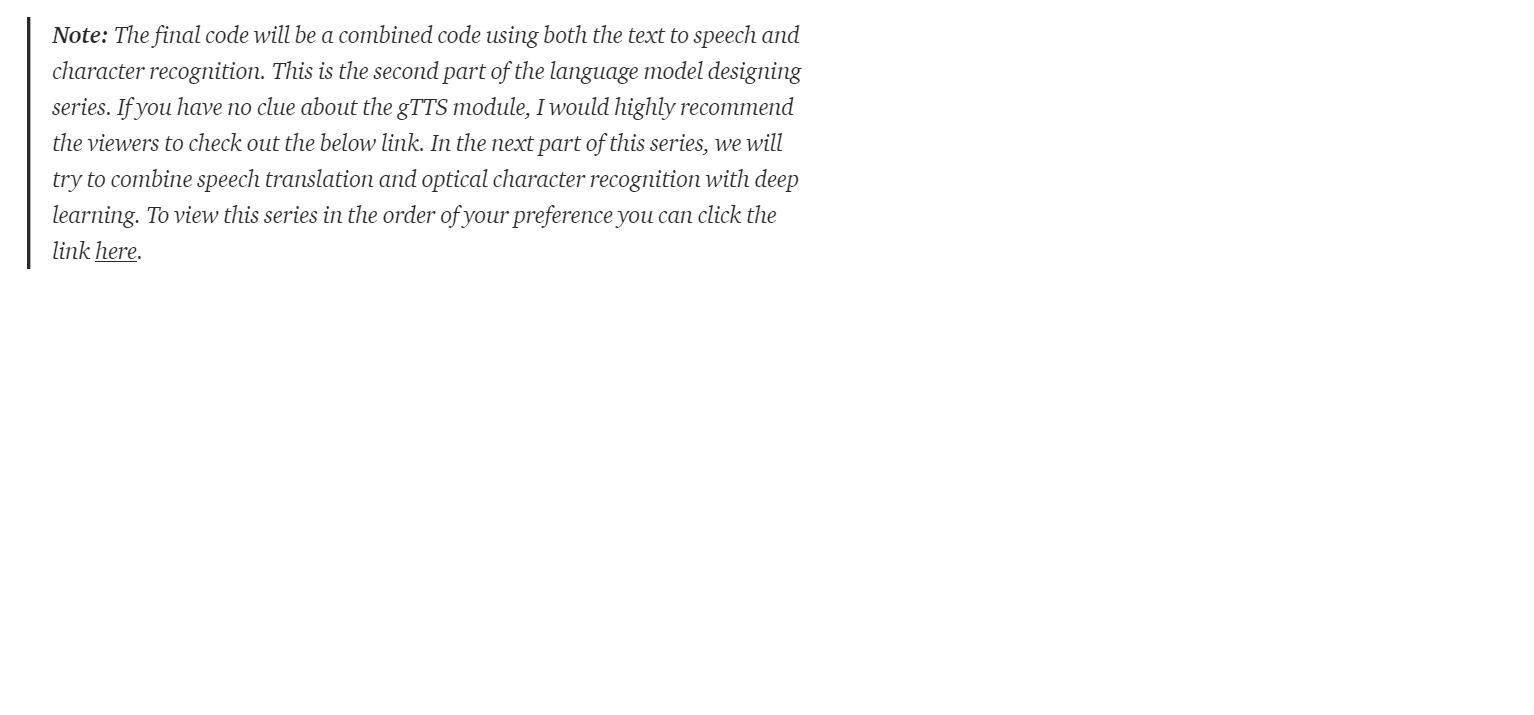 Note: The final code will be a combined code using both the text to speech and
character recognition. This is the second part of the language model designing
series. If you have no clue about the gTTS module, I would highly recommend
the viewers to check out the below link. In the next part of this series, we will
try to combine speech translation and optical character recognition with deep
learning. To view this series in the order of your preference you can click the
link here.